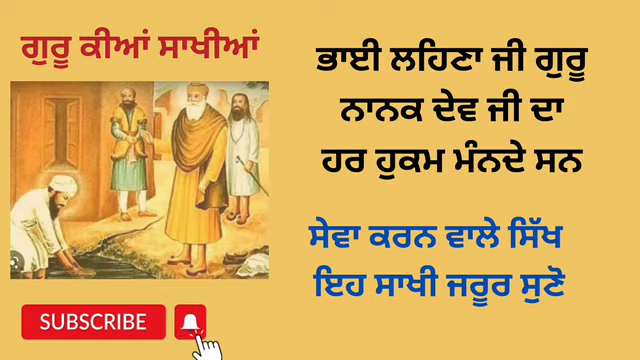 ਗੁਰੂ ਕੀਆਂ ਸਾਖੀਆਂ
ਭਾਈ ਲਹਿਣਾ ਜੀ ਗੁਰੂ
ਨਾਨਕ ਦੇਵ ਜੀ ਦਾ
ਹਰ ਹੁਕਮ ਮੰਨਦੇ ਸਨ
ਸੇਵਾ ਕਰਨ ਵਾਲੇ ਸਿੱਖ
ਇਹ ਸਾਖੀ ਜਰੂਰ ਸੁਣੋ
SUBSCRIBE